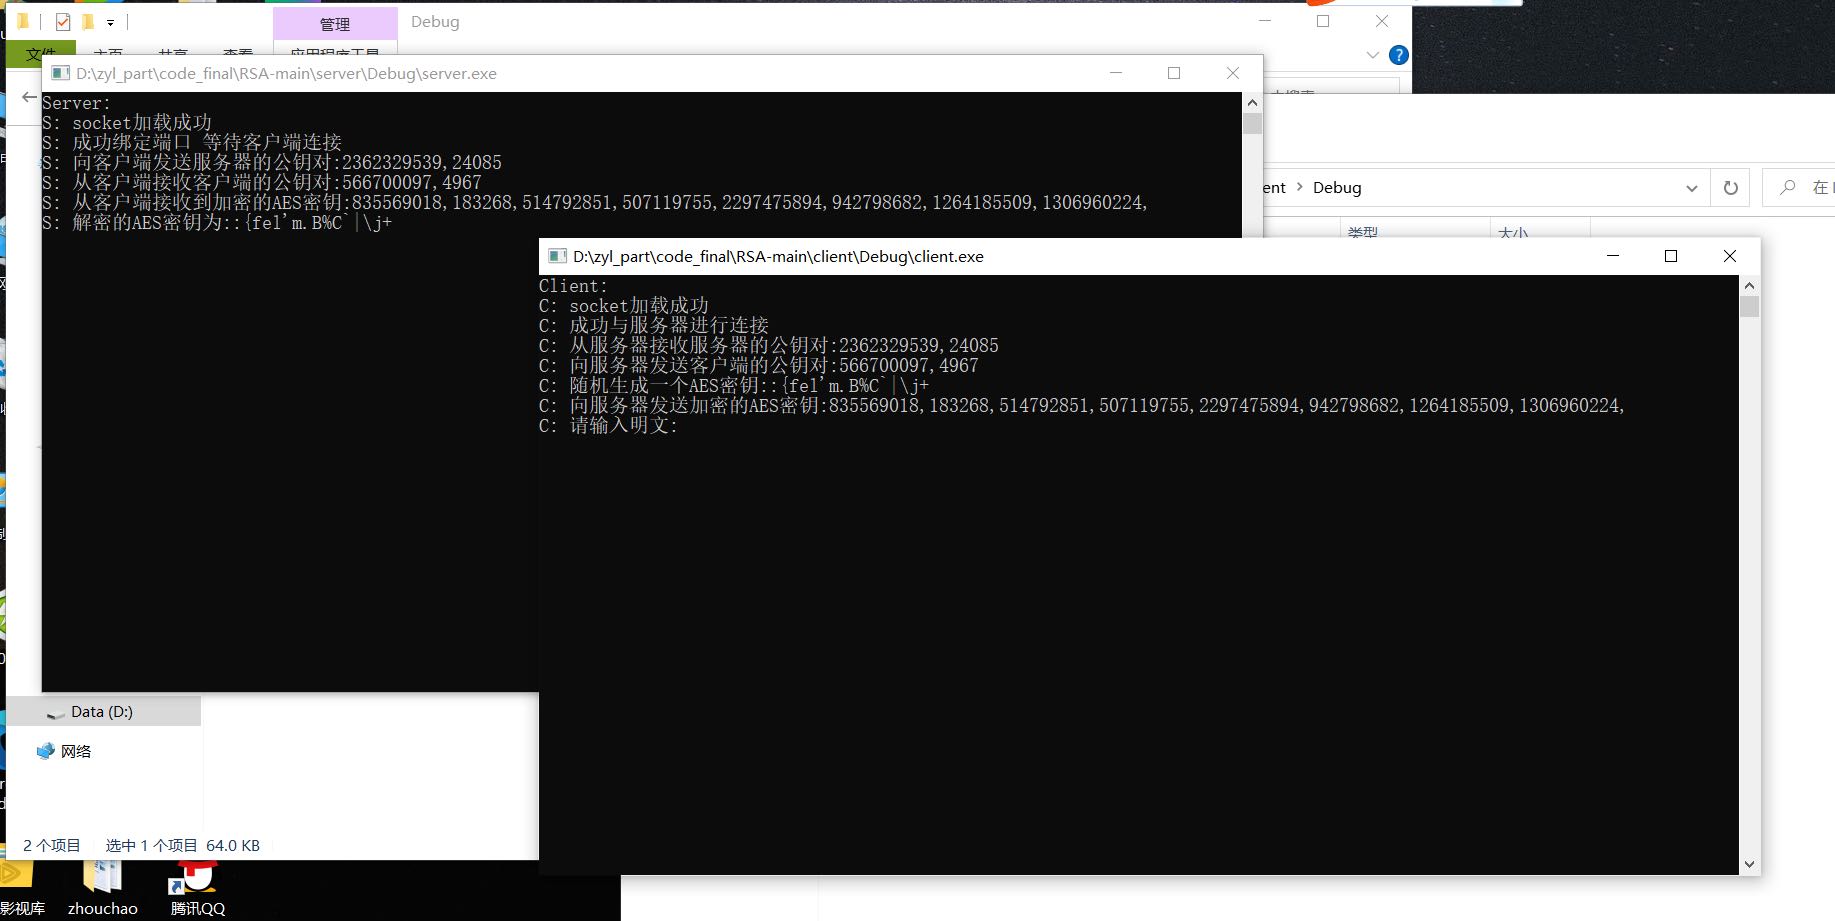 管理
Debug
文件
主页
共享
查看
应用程序工具
D:\zyl_part\code_final\RSA-main\server\Debug\server.exe
Server:
S: socket加载成功
S: 成功绑定端口 等待客户端连接
S: 向客户端发送服务器的公钥对:2362329539,24085
S: 从客户端接收客户端的公钥对:566700097,4967
S: 从客户端接收到加密的AES密钥:835569018,183268,514792851,507119755,2297475894,942798682,1264185509,1306960224,
S: 解密的AES密钥为::{fel'm.B%C`|\j+
ent > Debug
在
类型
大小
D:\zyl_part\code_final\RSA-main\client\Debug\client.exe
Client:
C: socket加载成功
C: 成功与服务器进行连接
C: 从服务器接收服务器的公钥对:2362329539,24085
C: 向服务器发送客户端的公钥对:566700097,4967
C: 随机生成一个AES密钥::{fel'm.B%C`|\j+
C: 向服务器发送加密的AES密钥:835569018,183268,514792851,507119755,2297475894,942798682,1264185509,1306960224,
C: 请输入明文:
Data (D:)
网络
2 个项目 选中 1 个项目 64.0 KB
影视库
zhouchao
腾讯QQ